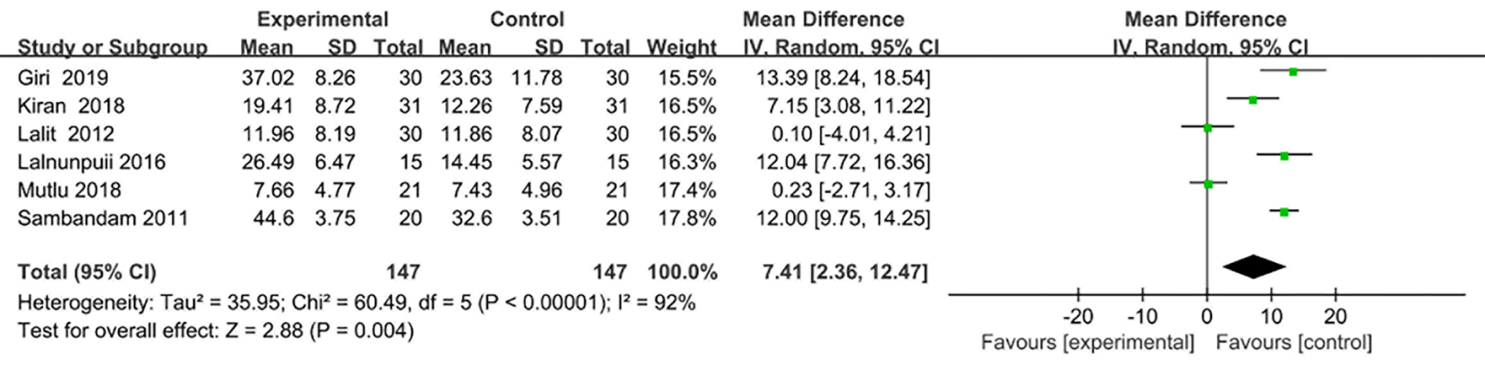 Experimental Control Mean Difference Mean Difference
Study or Subgroup Mean SD Total Mean SD Total Weight IV, Random, 95% CI IV, Random, 95% CI
Giri 2019 37.02 8.26 30 23.63 11.78 30 15.5% 13.39 [8.24, 18.54]
Kiran 2018 19.41 8.72 31 12.26 7.59 31 16.5% 7.15 [3.08, 11.22]
Lalit 2012 11.96 8.19 30 11.86 8.07 30 16.5% 0.10 [-4.01, 4.21]
Lalnunpuii 2016 26.49 6.47 15 14.45 5.57 15 16.3% 12.04 [7.72, 16.36]
Mutlu 2018 7.66 4.77 21 7.43 4.96 21 17.4% 0.23 [-2.71, 3.17]
Sambandam 2011 44.6 3.75 20 32.6 3.51 20 17.8% 12.00 [9.75, 14.25]
Total (95% CI) 147 147 100.0% 7.41 [2.36, 12.47]
Heterogeneity: Tau² = 35.95; Chi² = 60.49, df = 5 (P < 0.00001); I² = 92%
Test for overall effect: Z = 2.88 (P = 0.004)
-20 -10 0 10 20
Favours [experimental] Favours [control]